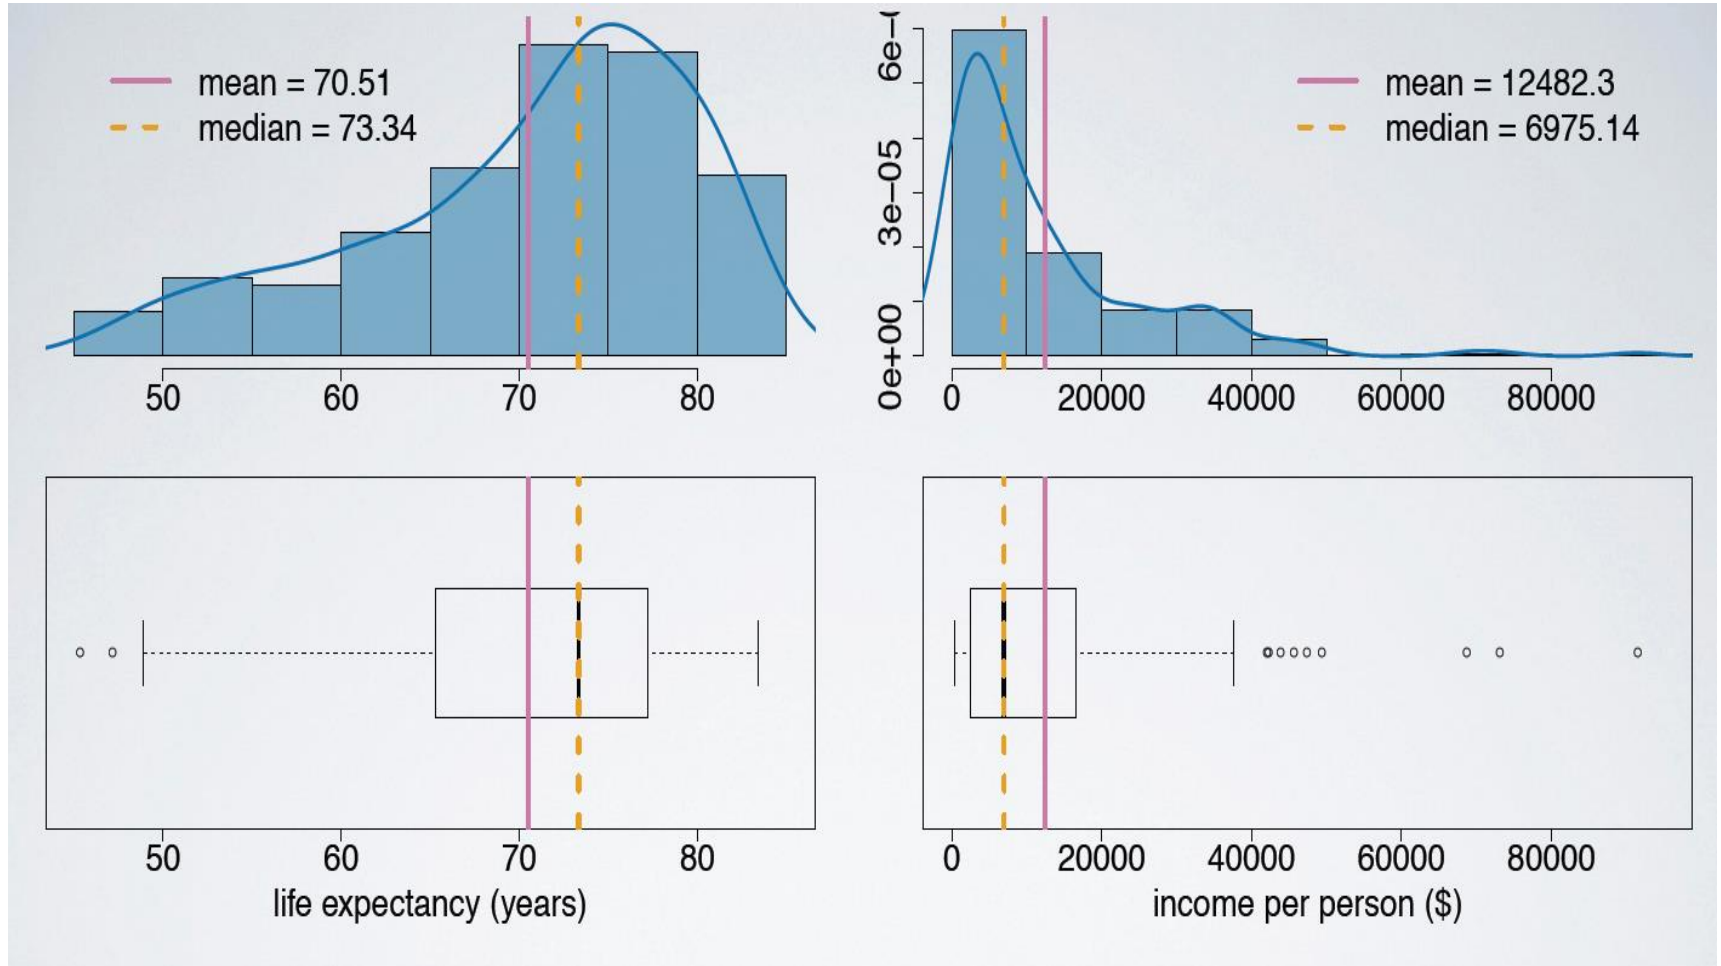 mean = 70.51
median = 73.34
50 60 70 80
mean = 12482.3
median = 6975.14
0e+00 3e−05
0 20000 40000 60000 80000
50 60 70 80
life expectancy (years)
0 20000 40000 60000 80000
income per person ($)